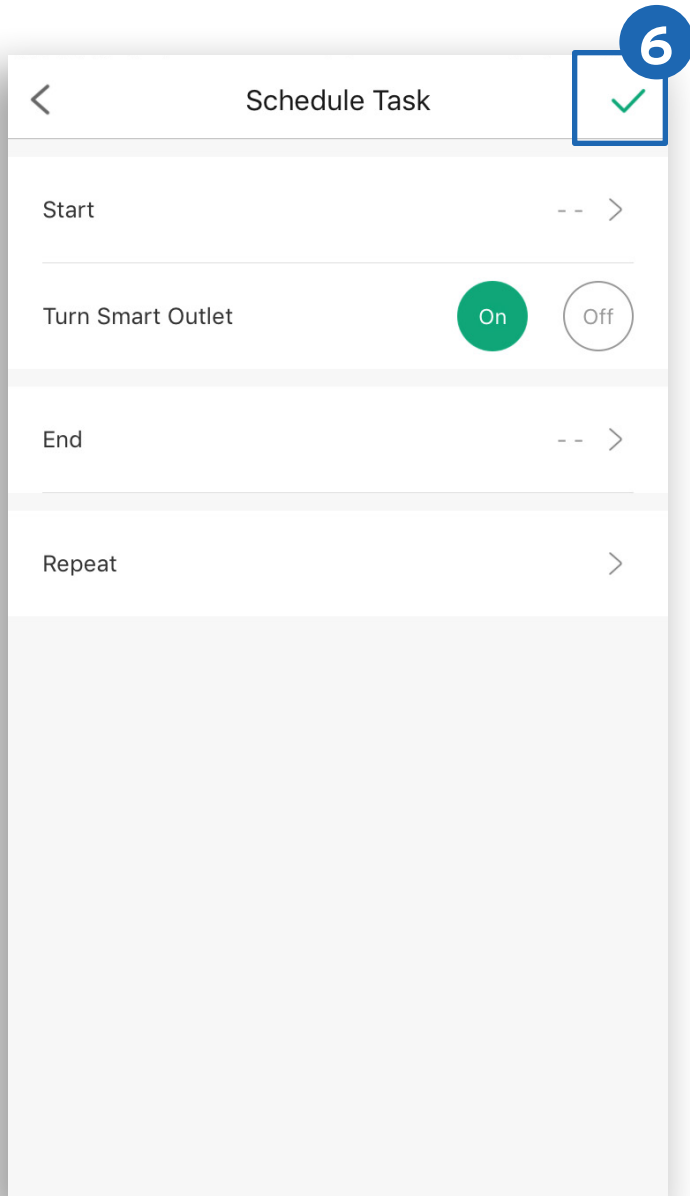 6
Schedule Task
Start -- 
Turn Smart Outlet On Off
End --
Repeat